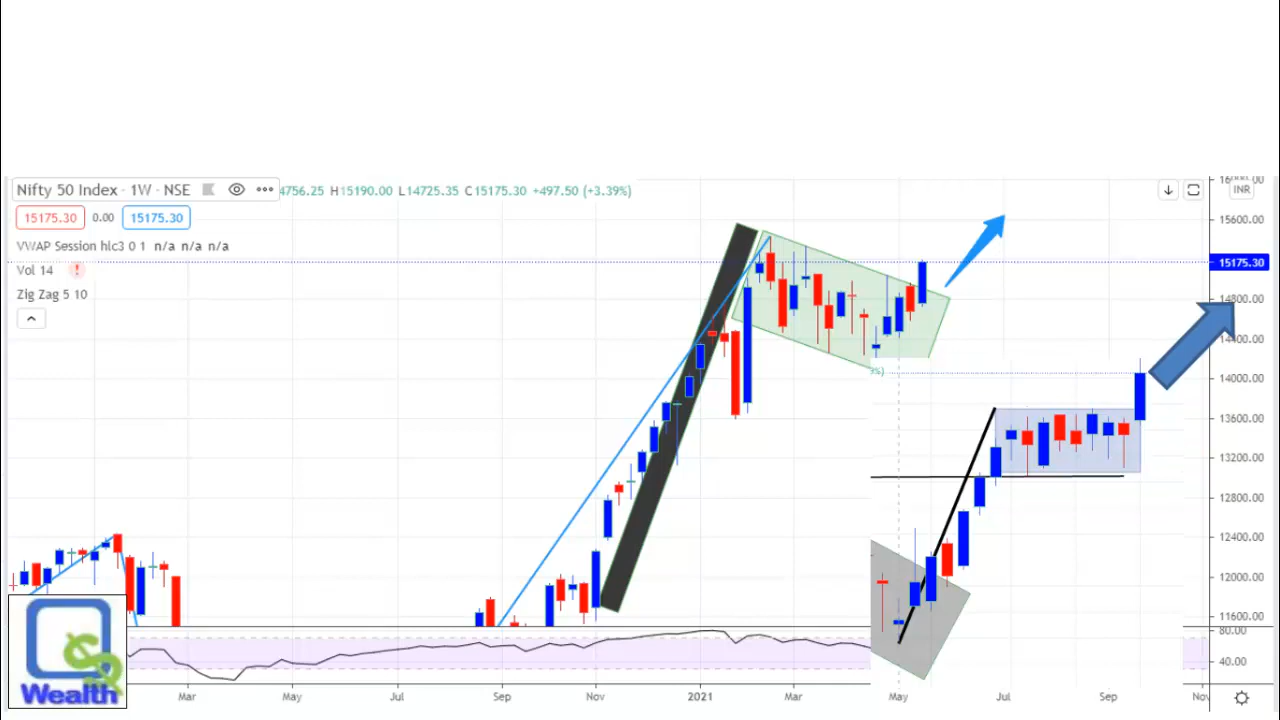 Nifty 50 Index · 1W · NSE
4756.25 H15190.00 L14725.35 C15175.30 +497.50 (+3.39%)
15175.30 0.00 15175.30
VWAP Session hlc3 0 1 n/a n/a n/a
Vol 14
Zig Zag 5 10
INR
15600.00
15175.30
14800.00
14400.00
%)
14000.00
13600.00
13200.00
12800.00
12400.00
12000.00
11600.00
80.00
40.00
Wealth
Mar May Jul Sep Nov 2021 Mar May Jul Sep Nov